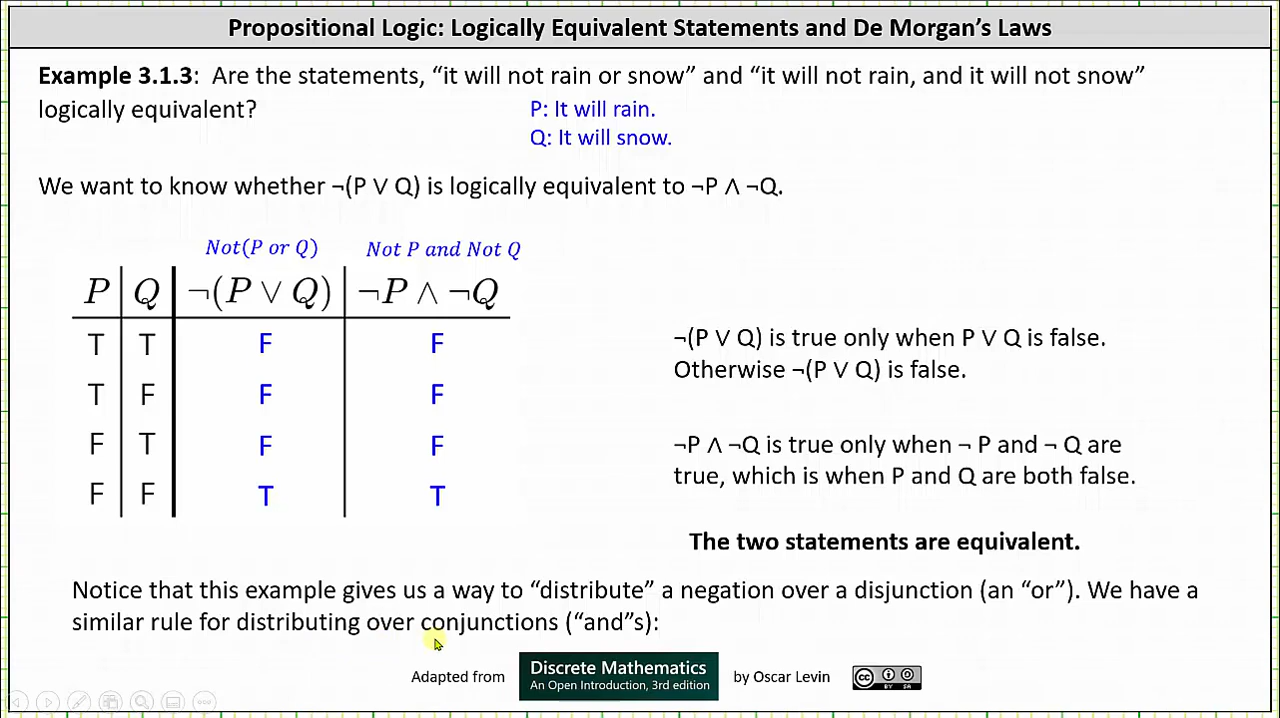 Propositional Logic: Logically Equivalent Statements and De Morgan’s Laws
Example 3.1.3: Are the statements, “it will not rain or snow” and “it will not rain, and it will not snow”
logically equivalent?
P: It will rain.
Q: It will snow.
We want to know whether ¬(P ∨ Q) is logically equivalent to ¬P ∧ ¬Q.
Not(P or Q) Not P and Not Q
P Q ¬(P ∨ Q) ¬P ∧ ¬Q
T T F F
T F F F
F T F F
F F T T
¬(P ∨ Q) is true only when P ∨ Q is false.
Otherwise ¬(P ∨ Q) is false.
¬P ∧ ¬Q is true only when ¬ P and ¬ Q are
true, which is when P and Q are both false.
The two statements are equivalent.
Notice that this example gives us a way to “distribute” a negation over a disjunction (an “or”). We have a
similar rule for distributing over conjunctions (“and”s):
Adapted from
Discrete Mathematics
An Open Introduction, 3rd edition
by Oscar Levin
cc
BY SA